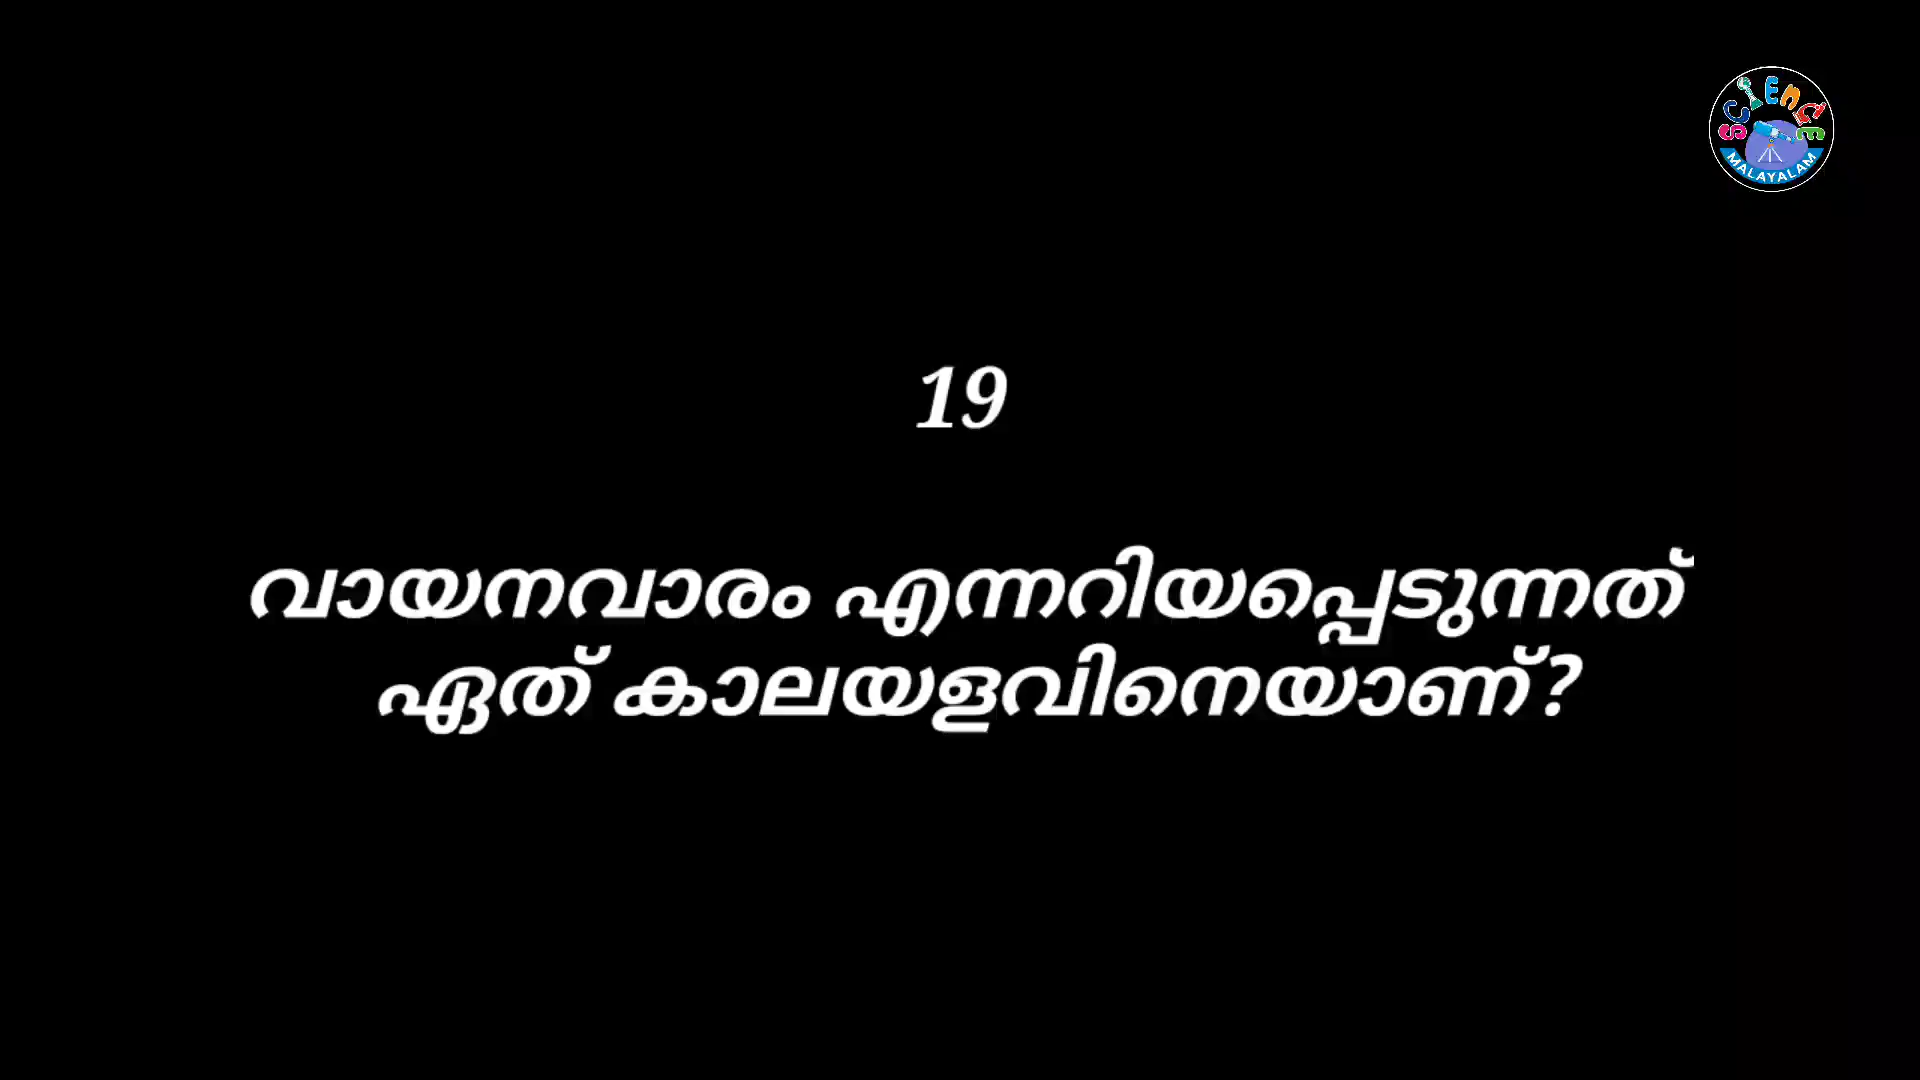 SCIENCE
MALAYALAM
19
വായനവാരം എന്നറിയപ്പെടുന്നത്
ഏത് കാലയളവിനെയാണ്?